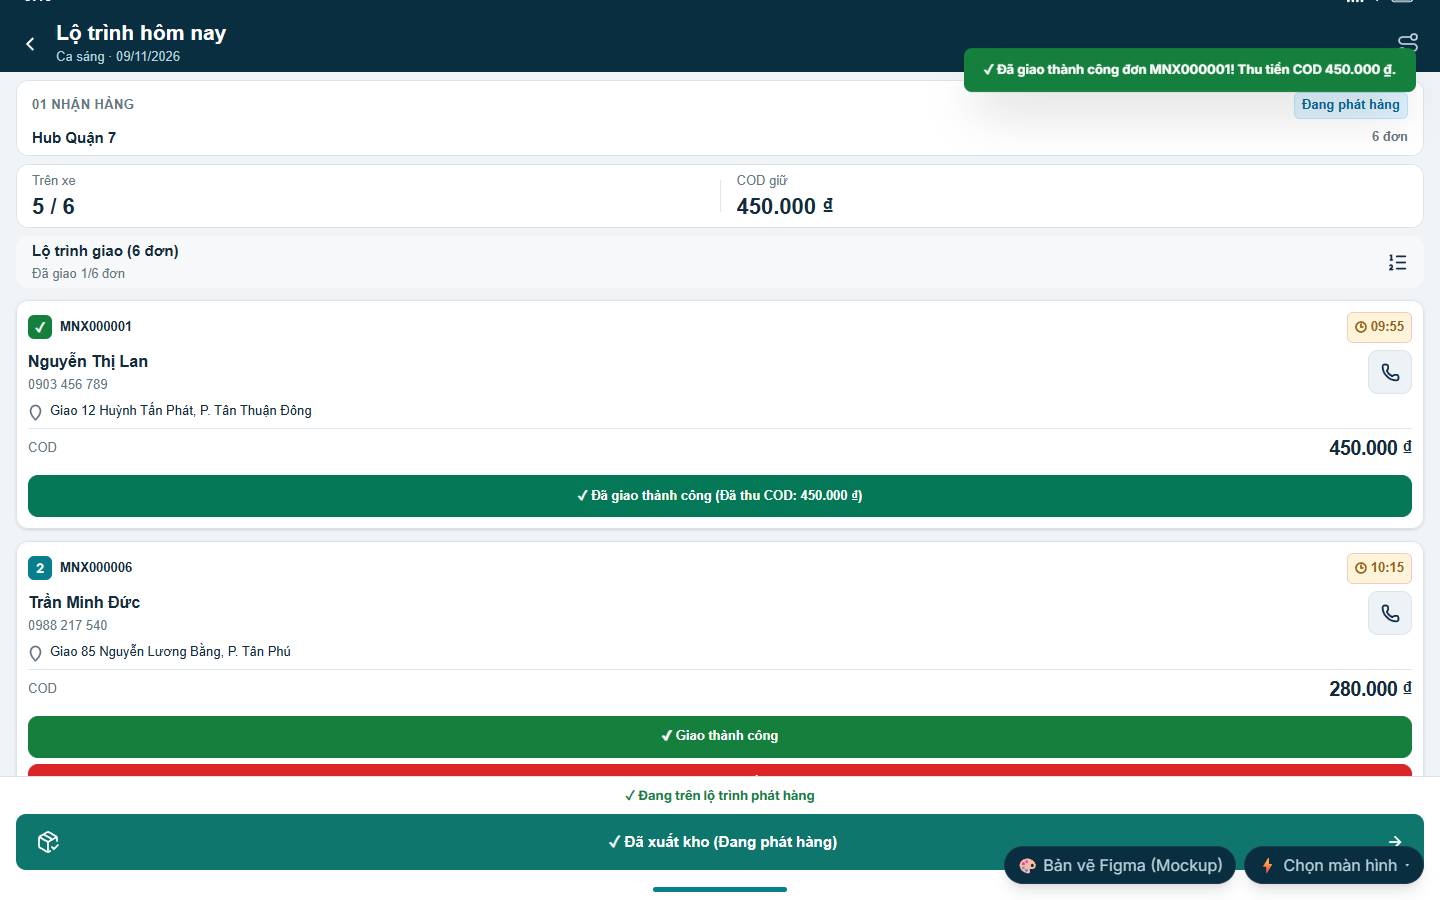 Lộ trình hôm nay
Ca sáng · 09/11/2026
✓ Đã giao thành công đơn MNX000001! Thu tiền COD 450.000 ₫.
01 NHẬN HÀNG
Đang phát hàng
Hub Quận 7
6 đơn
Trên xe
5 / 6
COD giữ
450.000 ₫
Lộ trình giao (6 đơn)
Đã giao 1/6 đơn
✓ MNX000001
09:55
Nguyễn Thị Lan
0903 456 789
Giao 12 Huỳnh Tấn Phát, P. Tân Thuận Đông
COD
450.000 ₫
✓ Đã giao thành công (Đã thu COD: 450.000 ₫)
2 MNX000006
10:15
Trần Minh Đức
0988 217 540
Giao 85 Nguyễn Lương Bằng, P. Tân Phú
COD
280.000 ₫
✓ Giao thành công
✓ Đang trên lộ trình phát hàng
✓ Đã xuất kho (Đang phát hàng)
Bản vẽ Figma (Mockup)
Chọn màn hình